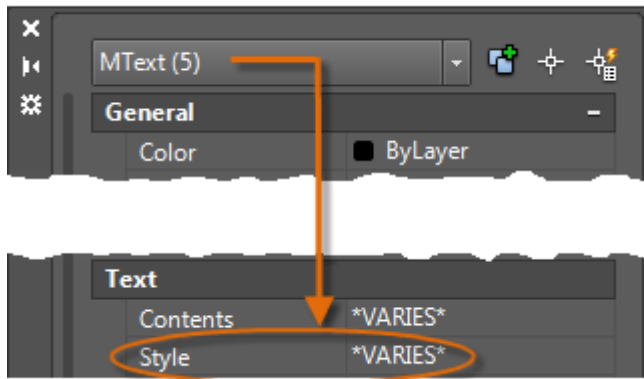 MText (5)
General
Color ByLayer
Text
Contents *VARIES*
Style *VARIES*